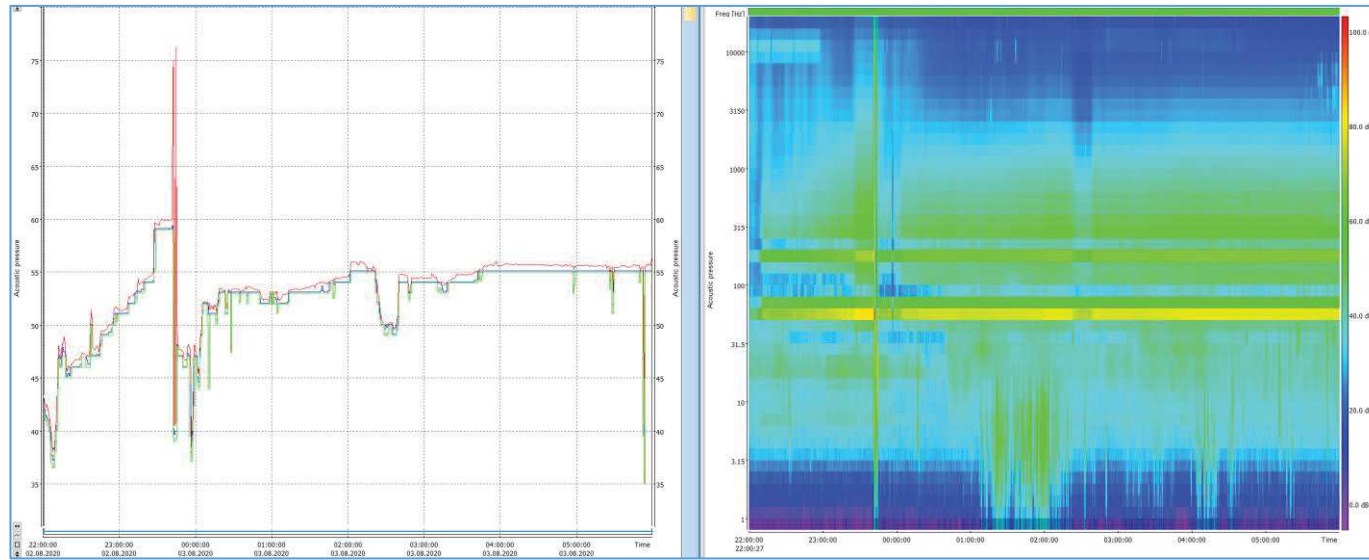 Acoustic pressure
75
70
65
60
55
50
45
40
35
22:00:00 23:00:00 00:00:00 01:00:00 02:00:00 03:00:00 04:00:00 05:00:00 Time
02.08.2020 02.08.2020 03.08.2020 03.08.2020 03.08.2020 03.08.2020 03.08.2020 03.08.2020
Acoustic pressure
75
70
65
60
55
50
45
40
35
Freq [Hz]
10000
3150
1000
315
100
31.5
10
3.15
1
Acoustic pressure
22:00:00 23:00:00 00:00:00 01:00:00 02:00:00 03:00:00 04:00:00 05:00:00 Time
22:00:27
100.0 d
80.0 d
60.0 d
40.0 d
20.0 d
0.0 dB